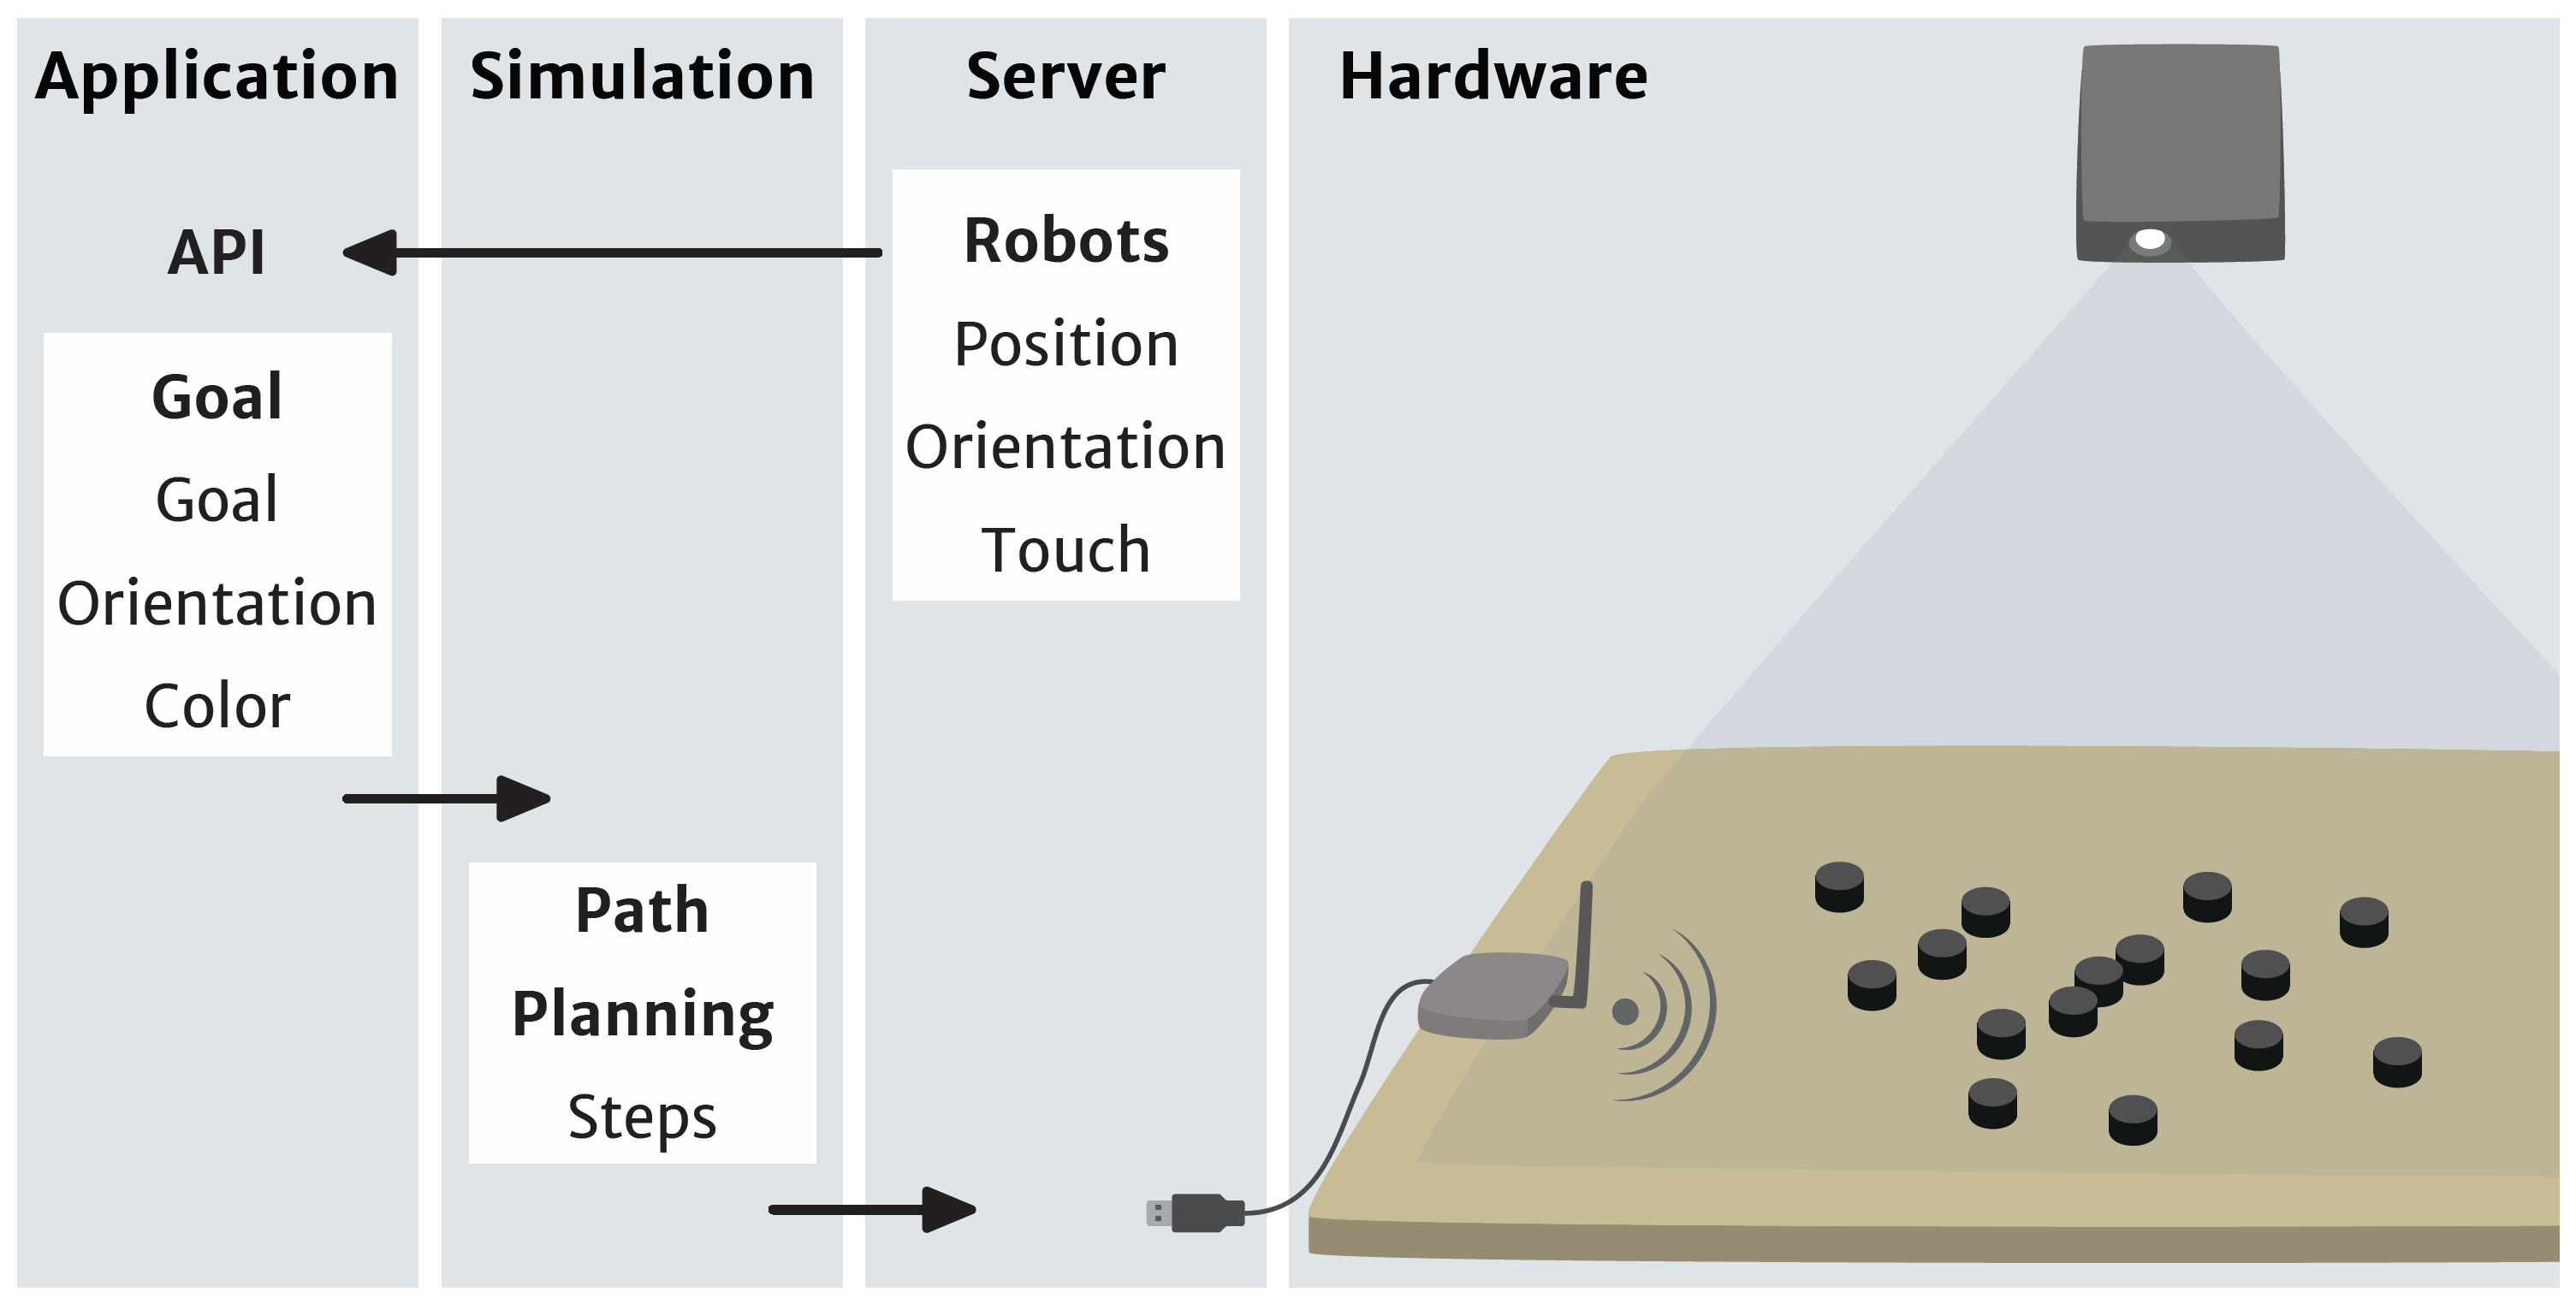 Application
API
Goal
Goal
Orientation
Color
Simulation
Path
Planning
Steps
Server
Robots
Position
Orientation
Touch
Hardware